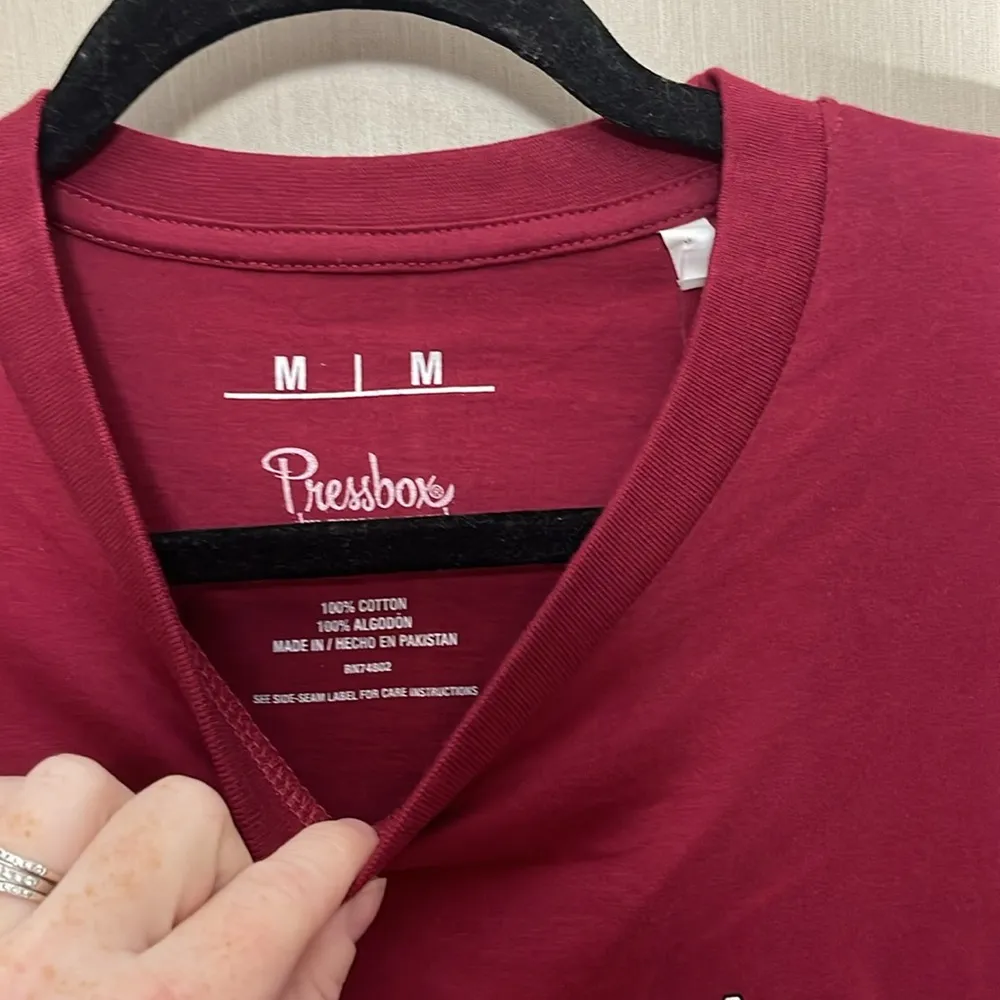 M | M
Pressbox®
100% COTTON
100% ALGODÓN
MADE IN / HECHO EN PAKISTAN
RN74802
SEE SIDE-SEAM LABEL FOR CARE INSTRUCTIONS